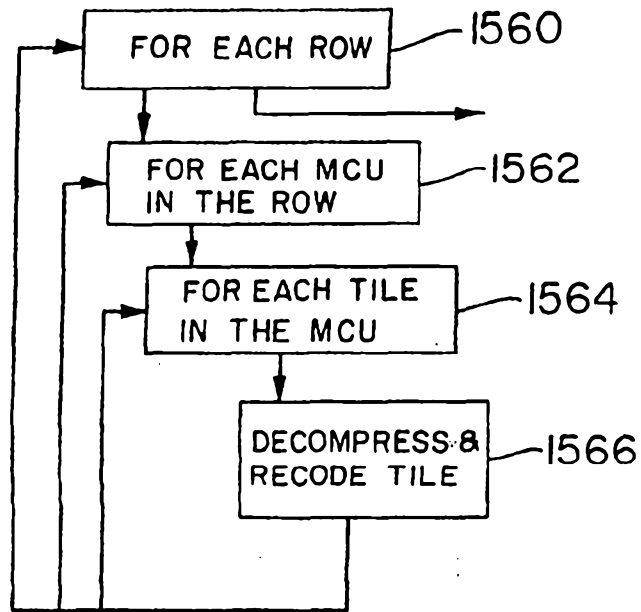 FOR EACH ROW
1560
FOR EACH MCU
IN THE ROW
1562
FOR EACH TILE
IN THE MCU
1564
DECOMPRESS &
RECODE TILE
1566